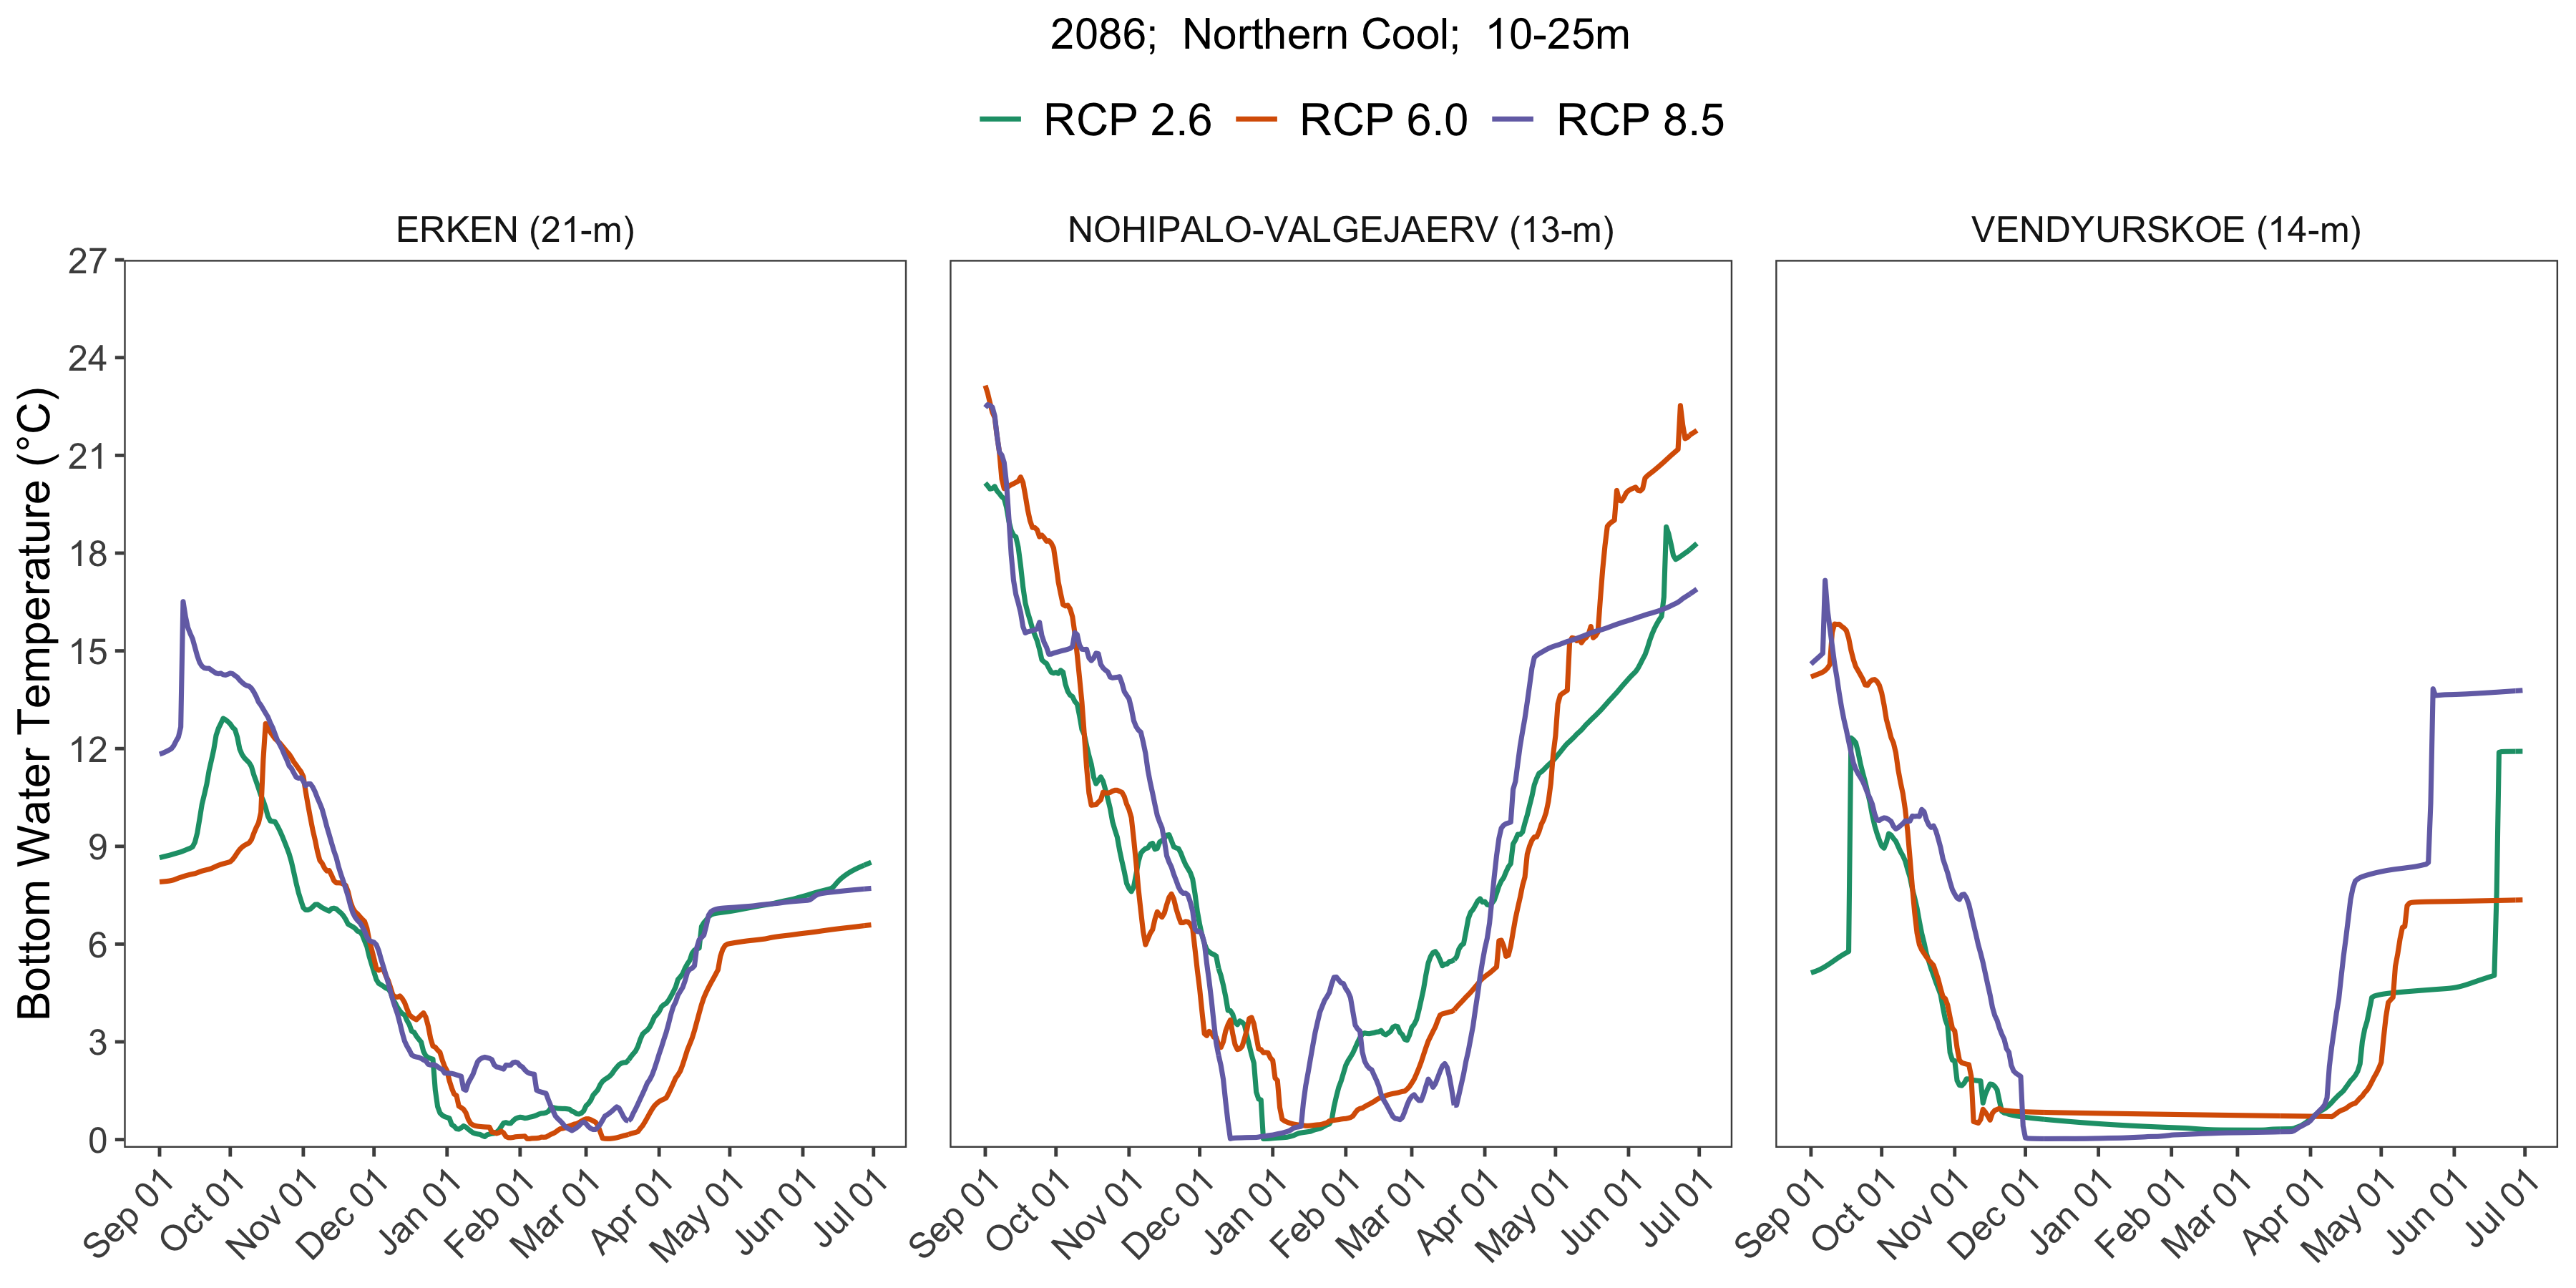 2086;  Northern Cool;  10-25m
RCP 2.6 RCP 6.0 RCP 8.5
ERKEN (21-m) NOHIPALO-VALGEJAERV (13-m) VENDYURSKOE (14-m)
Bottom Water Temperature (°C)
27
24
21
18
15
12
9
6
3
0
Sep 01 Oct 01 Nov 01 Dec 01 Jan 01 Feb 01 Mar 01 Apr 01 May 01 Jun 01 Jul 01 Sep 01 Oct 01 Nov 01 Dec 01 Jan 01 Feb 01 Mar 01 Apr 01 May 01 Jun 01 Jul 01 Sep 01 Oct 01 Nov 01 Dec 01 Jan 01 Feb 01 Mar 01 Apr 01 May 01 Jun 01 Jul 01